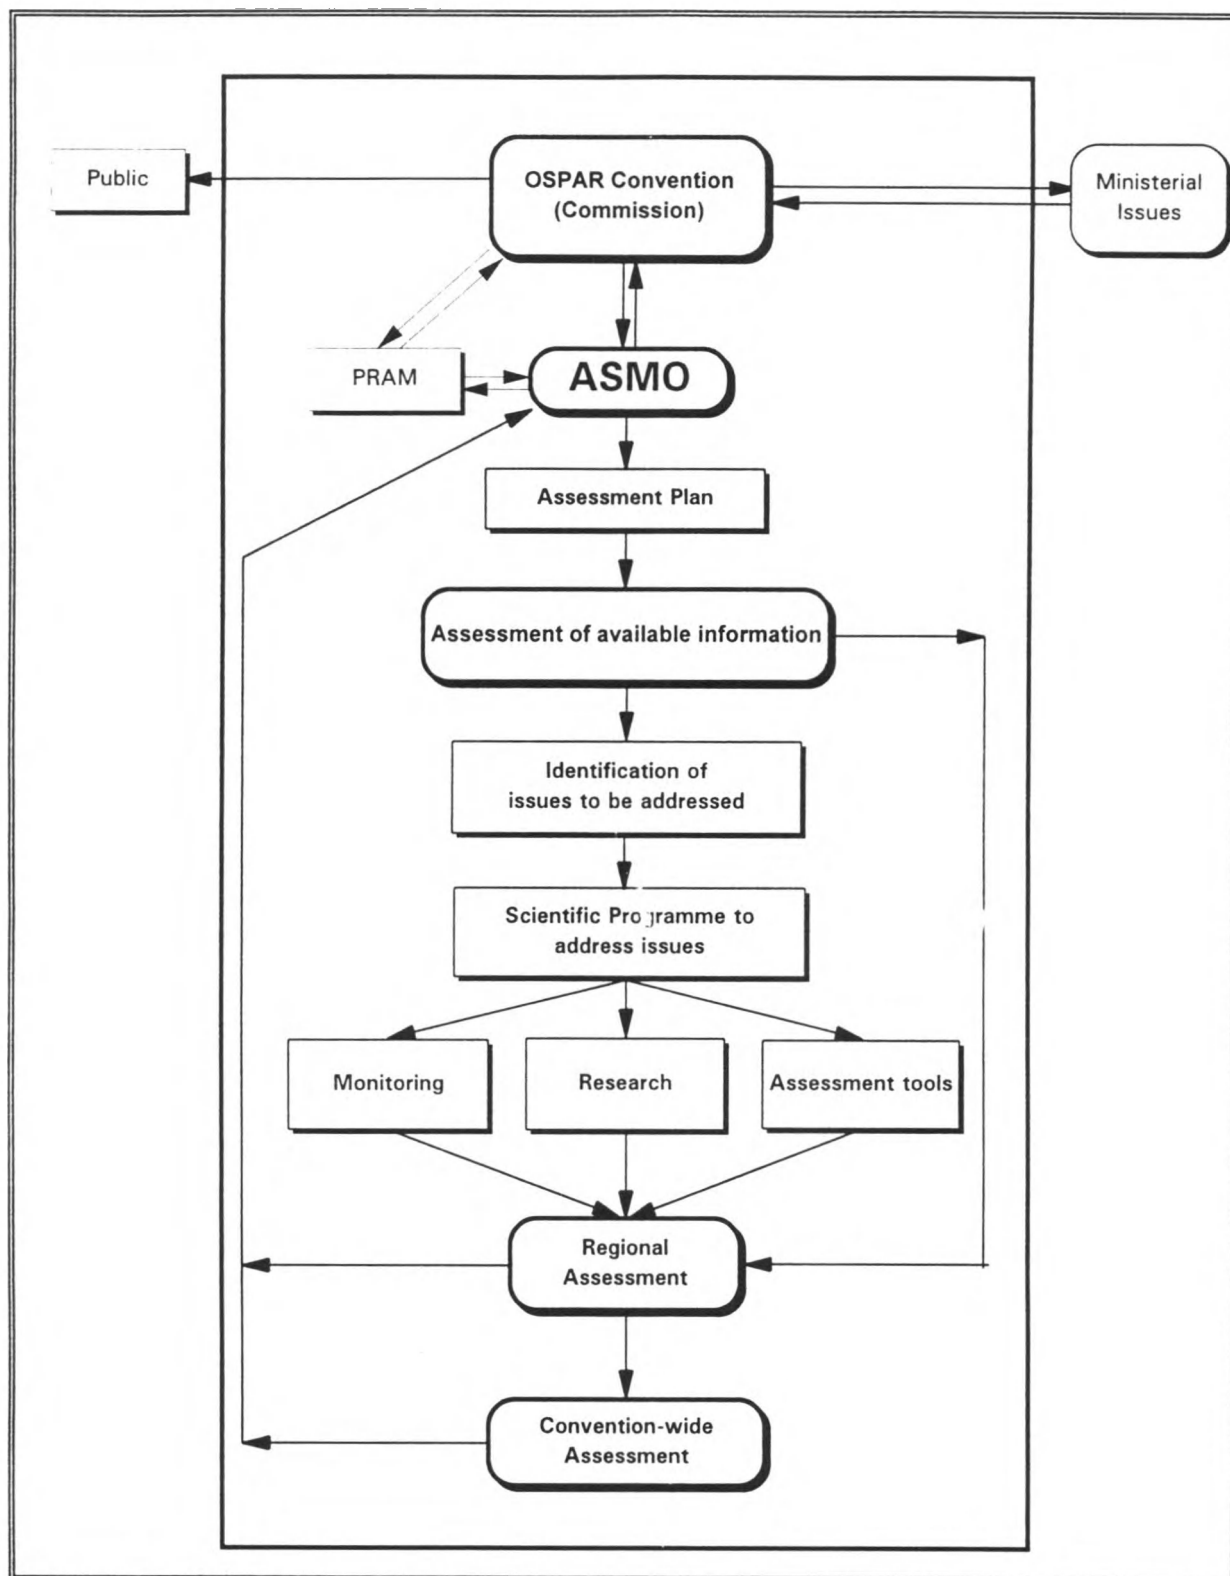 Public
OSPAR Convention
(Commission)
Ministerial
Issues
PRAM
ASMO
Assessment Plan
Assessment of available information
Identification of
issues to be addressed
Scientific Programme to
address issues
Monitoring
Research
Assessment tools
Regional
Assessment
Convention-wide
Assessment